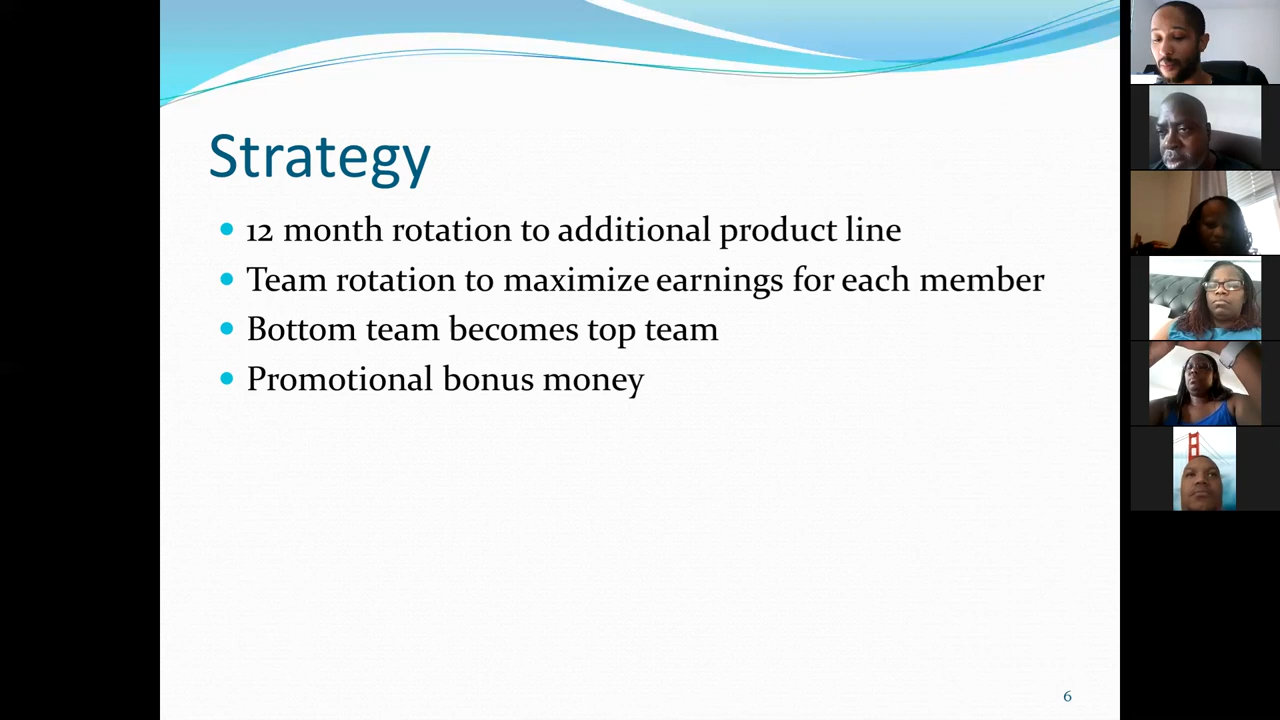 Strategy
12 month rotation to additional product line
Team rotation to maximize earnings for each member
Bottom team becomes top team
Promotional bonus money
6